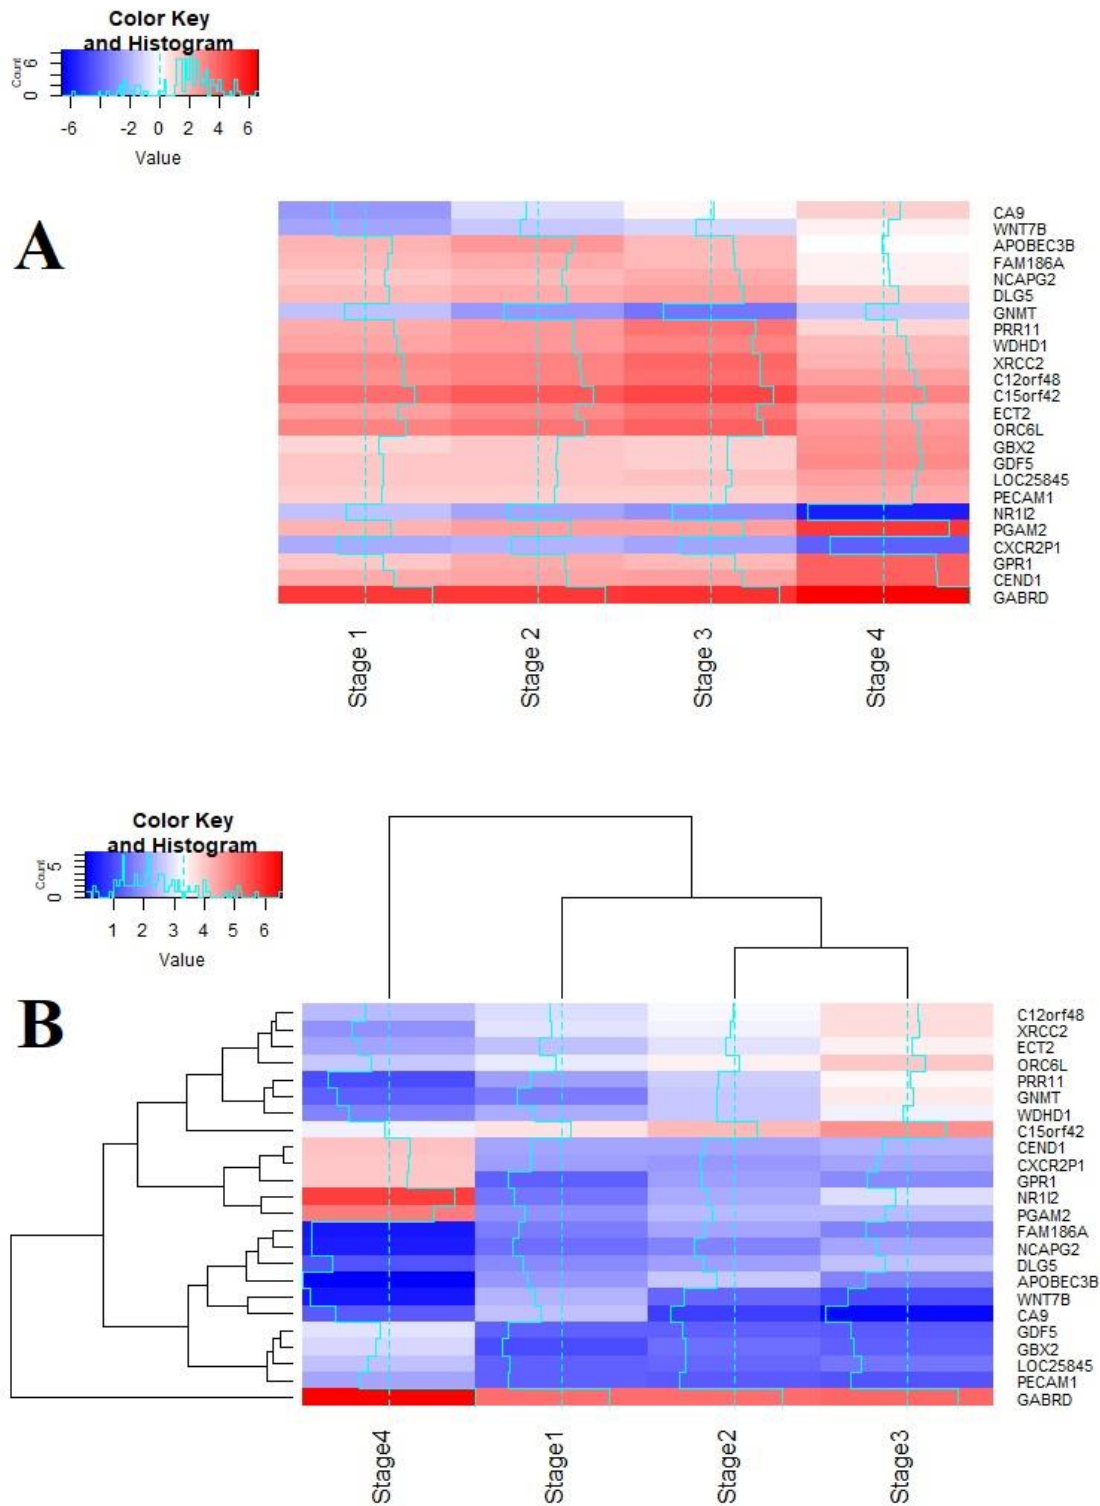 Color Key
and Histogram
Count
0 6
-6 -2 0 2 4 6
Value
A
CA9
WNT7B
APOBEC3B
FAM186A
NCAPG2
DLG5
GNMT
PRR11
WDHD1
XRCC2
C12orf48
C15orf42
ECT2
ORC6L
GBX2
GDF5
LOC25845
PECAM1
NR1I2
PGAM2
CXCR2P1
GPR1
CEND1
GABRD
Stage 1 Stage 2 Stage 3 Stage 4
Color Key
and Histogram
Count
0 5
1 2 3 4 5 6
Value
B
C12orf48
XRCC2
ECT2
ORC6L
PRR11
GNMT
WDHD1
C15orf42
CEND1
CXCR2P1
GPR1
NR1I2
PGAM2
FAM186A
NCAPG2
DLG5
APOBEC3B
WNT7B
CA9
GDF5
GBX2
LOC25845
PECAM1
GABRD
Stage4 Stage1 Stage2 Stage3